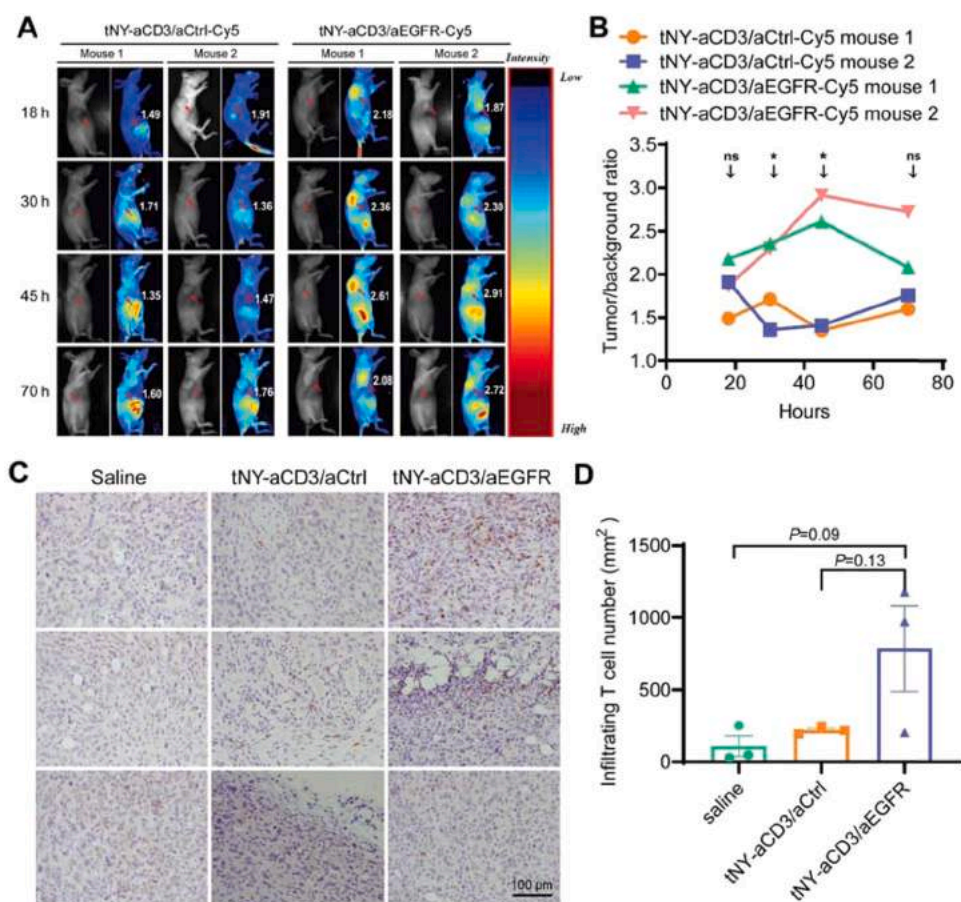 A
tNY-aCD3/aCtrl-Cy5
tNY-aCD3/aEGFR-Cy5
Mouse 1
Mouse 2
Mouse 1
Mouse 2
Intensity
Low
High
18 h
1.49
1.91
2.18
1.87
30 h
1.71
1.36
2.36
2.30
45 h
1.35
1.47
2.61
2.91
70 h
1.60
1.76
2.08
2.72
B
tNY-aCD3/aCtrl-Cy5 mouse 1
tNY-aCD3/aCtrl-Cy5 mouse 2
tNY-aCD3/aEGFR-Cy5 mouse 1
tNY-aCD3/aEGFR-Cy5 mouse 2
Tumor/background ratio
3.5
3.0
2.5
2.0
1.5
1.0
ns
*
*
ns
0
20
40
60
80
Hours
C
Saline
tNY-aCD3/aCtrl
tNY-aCD3/aEGFR
100 µm
D
Infiltrating T cell number (mm²)
1500
1000
500
0
P=0.09
P=0.13
saline
tNY-aCD3/aCtrl
tNY-aCD3/aEGFR